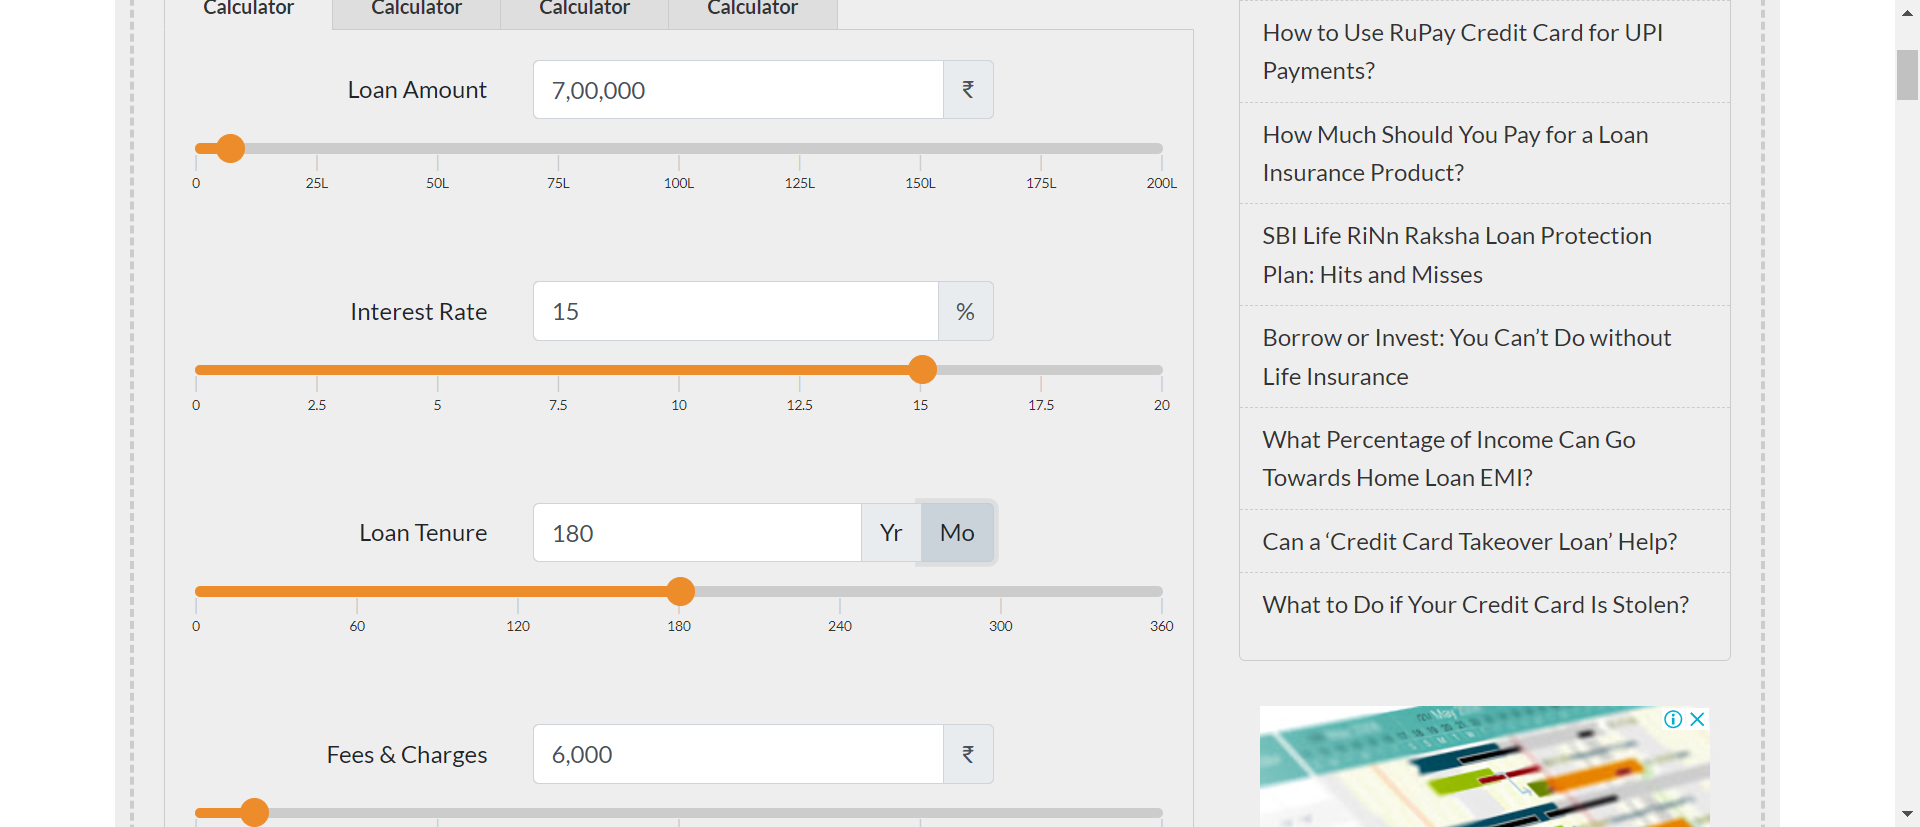 Calculator
Calculator
Calculator
Calculator
Loan Amount
7,00,000
₹
0
25L
50L
75L
100L
125L
150L
175L
200L
Interest Rate
15
%
0
2.5
5
7.5
10
12.5
15
17.5
20
Loan Tenure
180
Yr
Mo
0
60
120
180
240
300
360
Fees & Charges
6,000
₹
How to Use RuPay Credit Card for UPI
Payments?
How Much Should You Pay for a Loan
Insurance Product?
SBI Life RiNn Raksha Loan Protection
Plan: Hits and Misses
Borrow or Invest: You Can’t Do without
Life Insurance
What Percentage of Income Can Go
Towards Home Loan EMI?
Can a ‘Credit Card Takeover Loan’ Help?
What to Do if Your Credit Card Is Stolen?